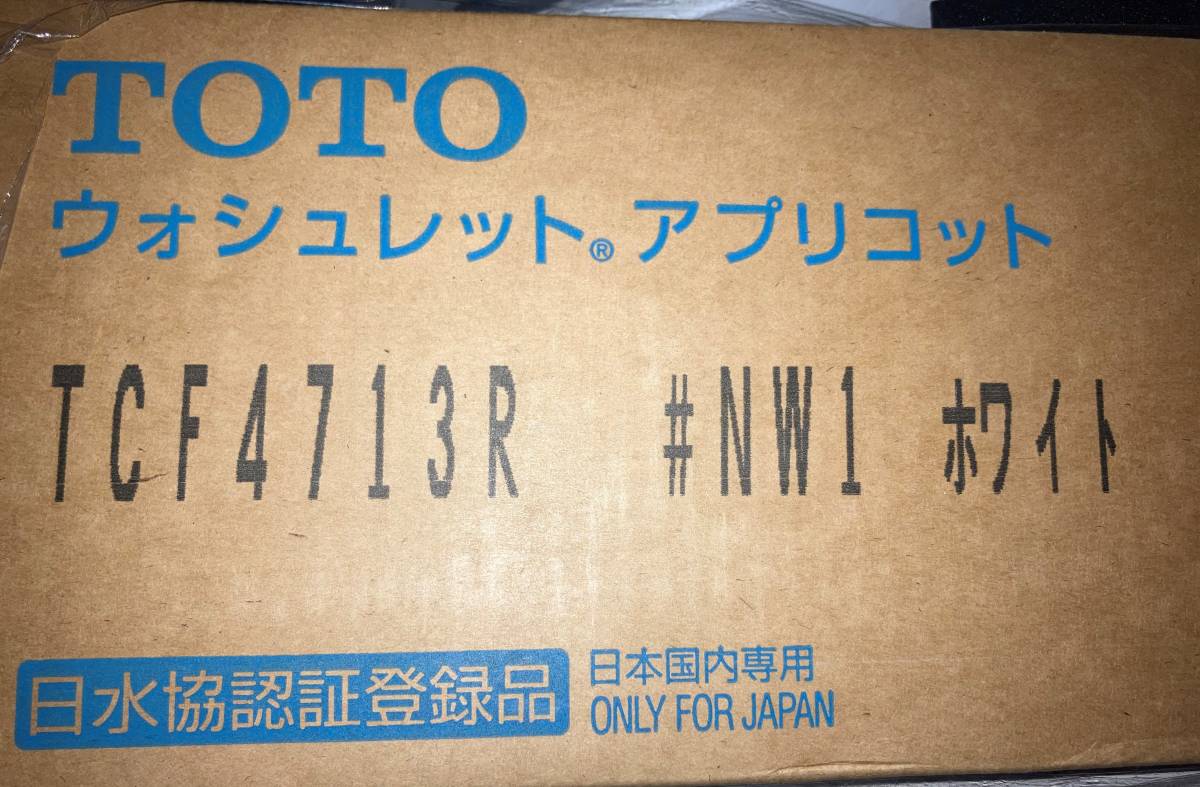 TOTO
ウォシュレット® アプリコット
TCF4713R #NW1 ホワイト
日水協認証登録品
日本国内専用
ONLY FOR JAPAN